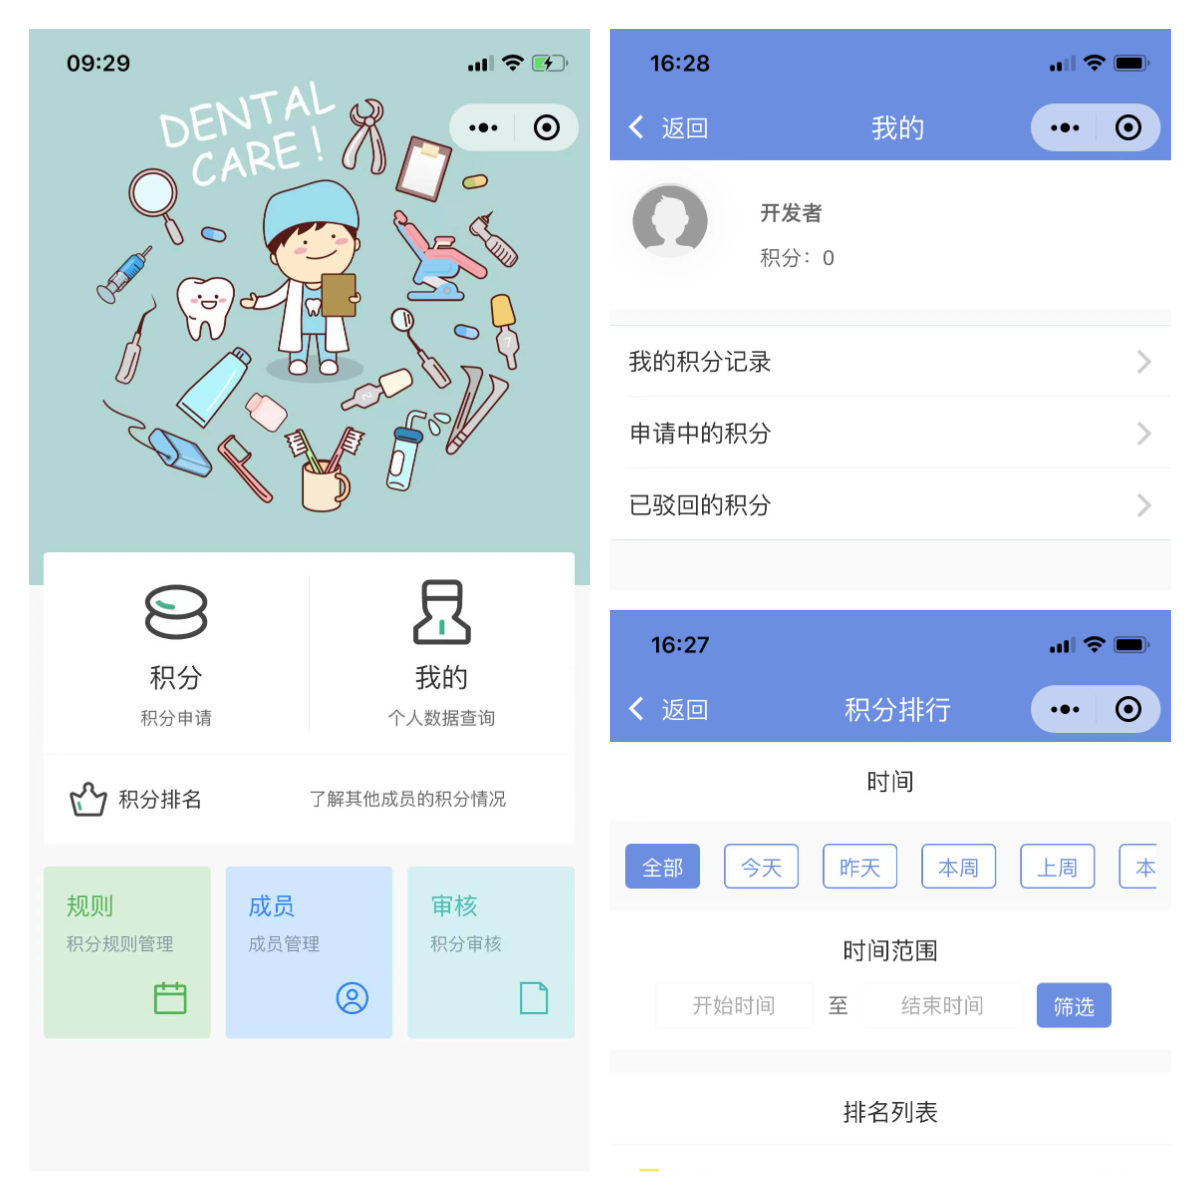 09:29
DENTAL
CARE!
积分
积分申请
我的
个人数据查询
积分排名
了解其他成员的积分情况
规则
积分规则管理
成员
成员管理
审核
积分审核
16:28
返回
我的
开发者
积分：0
我的积分记录
申请中的积分
已驳回的积分
16:27
返回
积分排行
时间
全部
今天
昨天
本周
上周
本
时间范围
开始时间
至
结束时间
筛选
排名列表